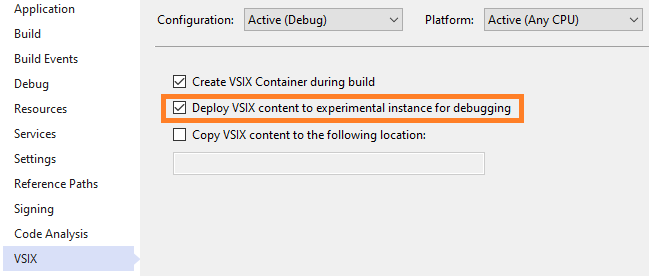 Application
Build
Build Events
Debug
Resources
Services
Settings
Reference Paths
Signing
Code Analysis
VSIX
Configuration: Active (Debug) Platform: Active (Any CPU)
Create VSIX Container during build
Deploy VSIX content to experimental instance for debugging
Copy VSIX content to the following location: